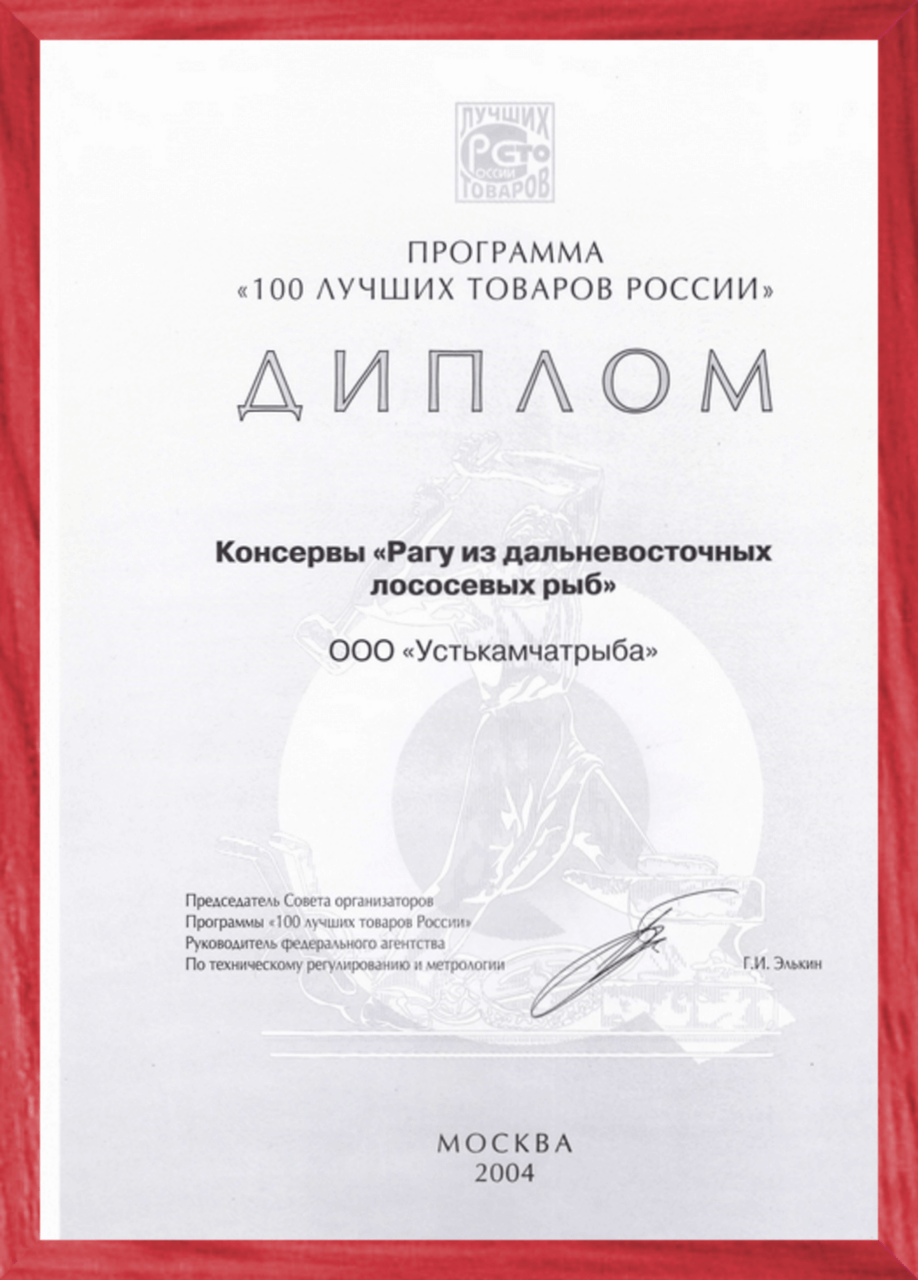 ЛУЧШИХ
РСТО
РОССИИ
ТОВАРОВ
ПРОГРАММА
«100 ЛУЧШИХ ТОВАРОВ РОССИИ»
ДИПЛОМ
Консервы «Рагу из дальневосточных
лососевых рыб»
ООО «Устькамчатрыба»
Председатель Совета организаторов
Программы «100 лучших товаров России»
Руководитель федерального агентства
По техническому регулированию и метрологии
Г.И. Элькин
МОСКВА
2004